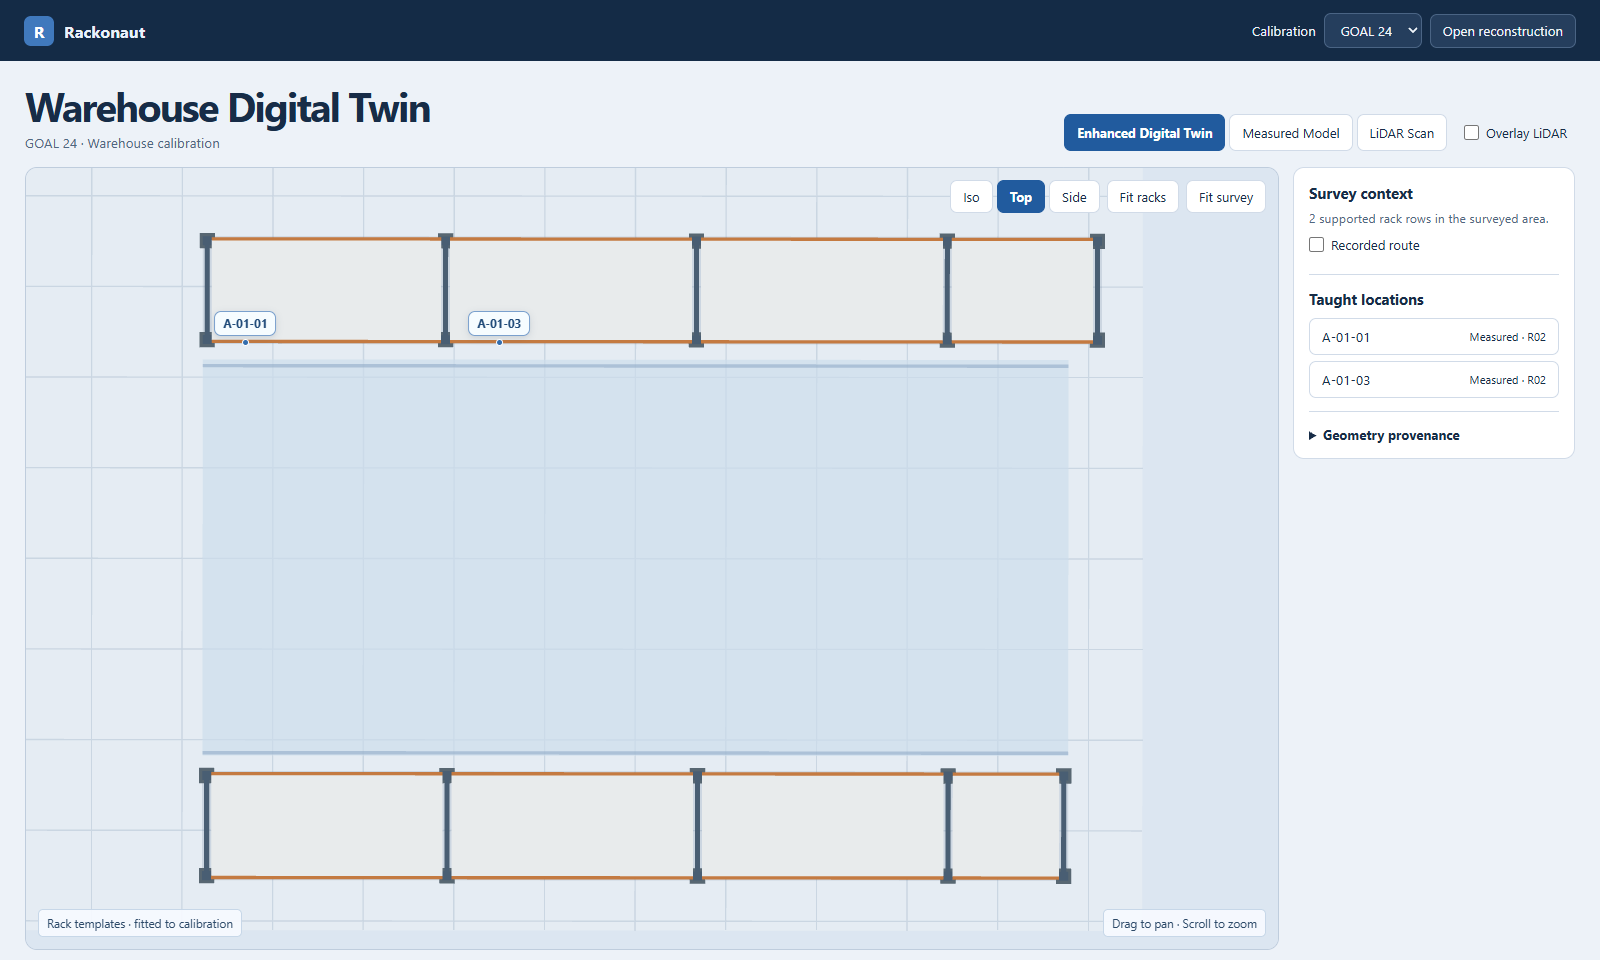 R Rackonaut
Calibration GOAL 24 Open reconstruction
Warehouse Digital Twin
GOAL 24 · Warehouse calibration
Enhanced Digital Twin Measured Model LiDAR Scan Overlay LiDAR
Iso Top Side Fit racks Fit survey
A-01-01 A-01-03
Rack templates · fitted to calibration
Drag to pan · Scroll to zoom
Survey context
2 supported rack rows in the surveyed area.
Recorded route
Taught locations
A-01-01 Measured · R02
A-01-03 Measured · R02
Geometry provenance